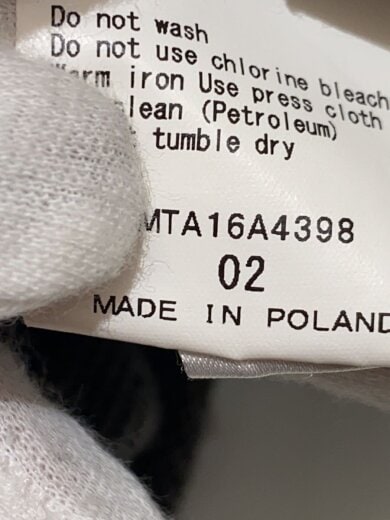 Do not wash
Do not use chlorine bleach
iron Use press cloth
(Petroleum)
tumble dry
MTA16A4398
02
MADE IN POLAND